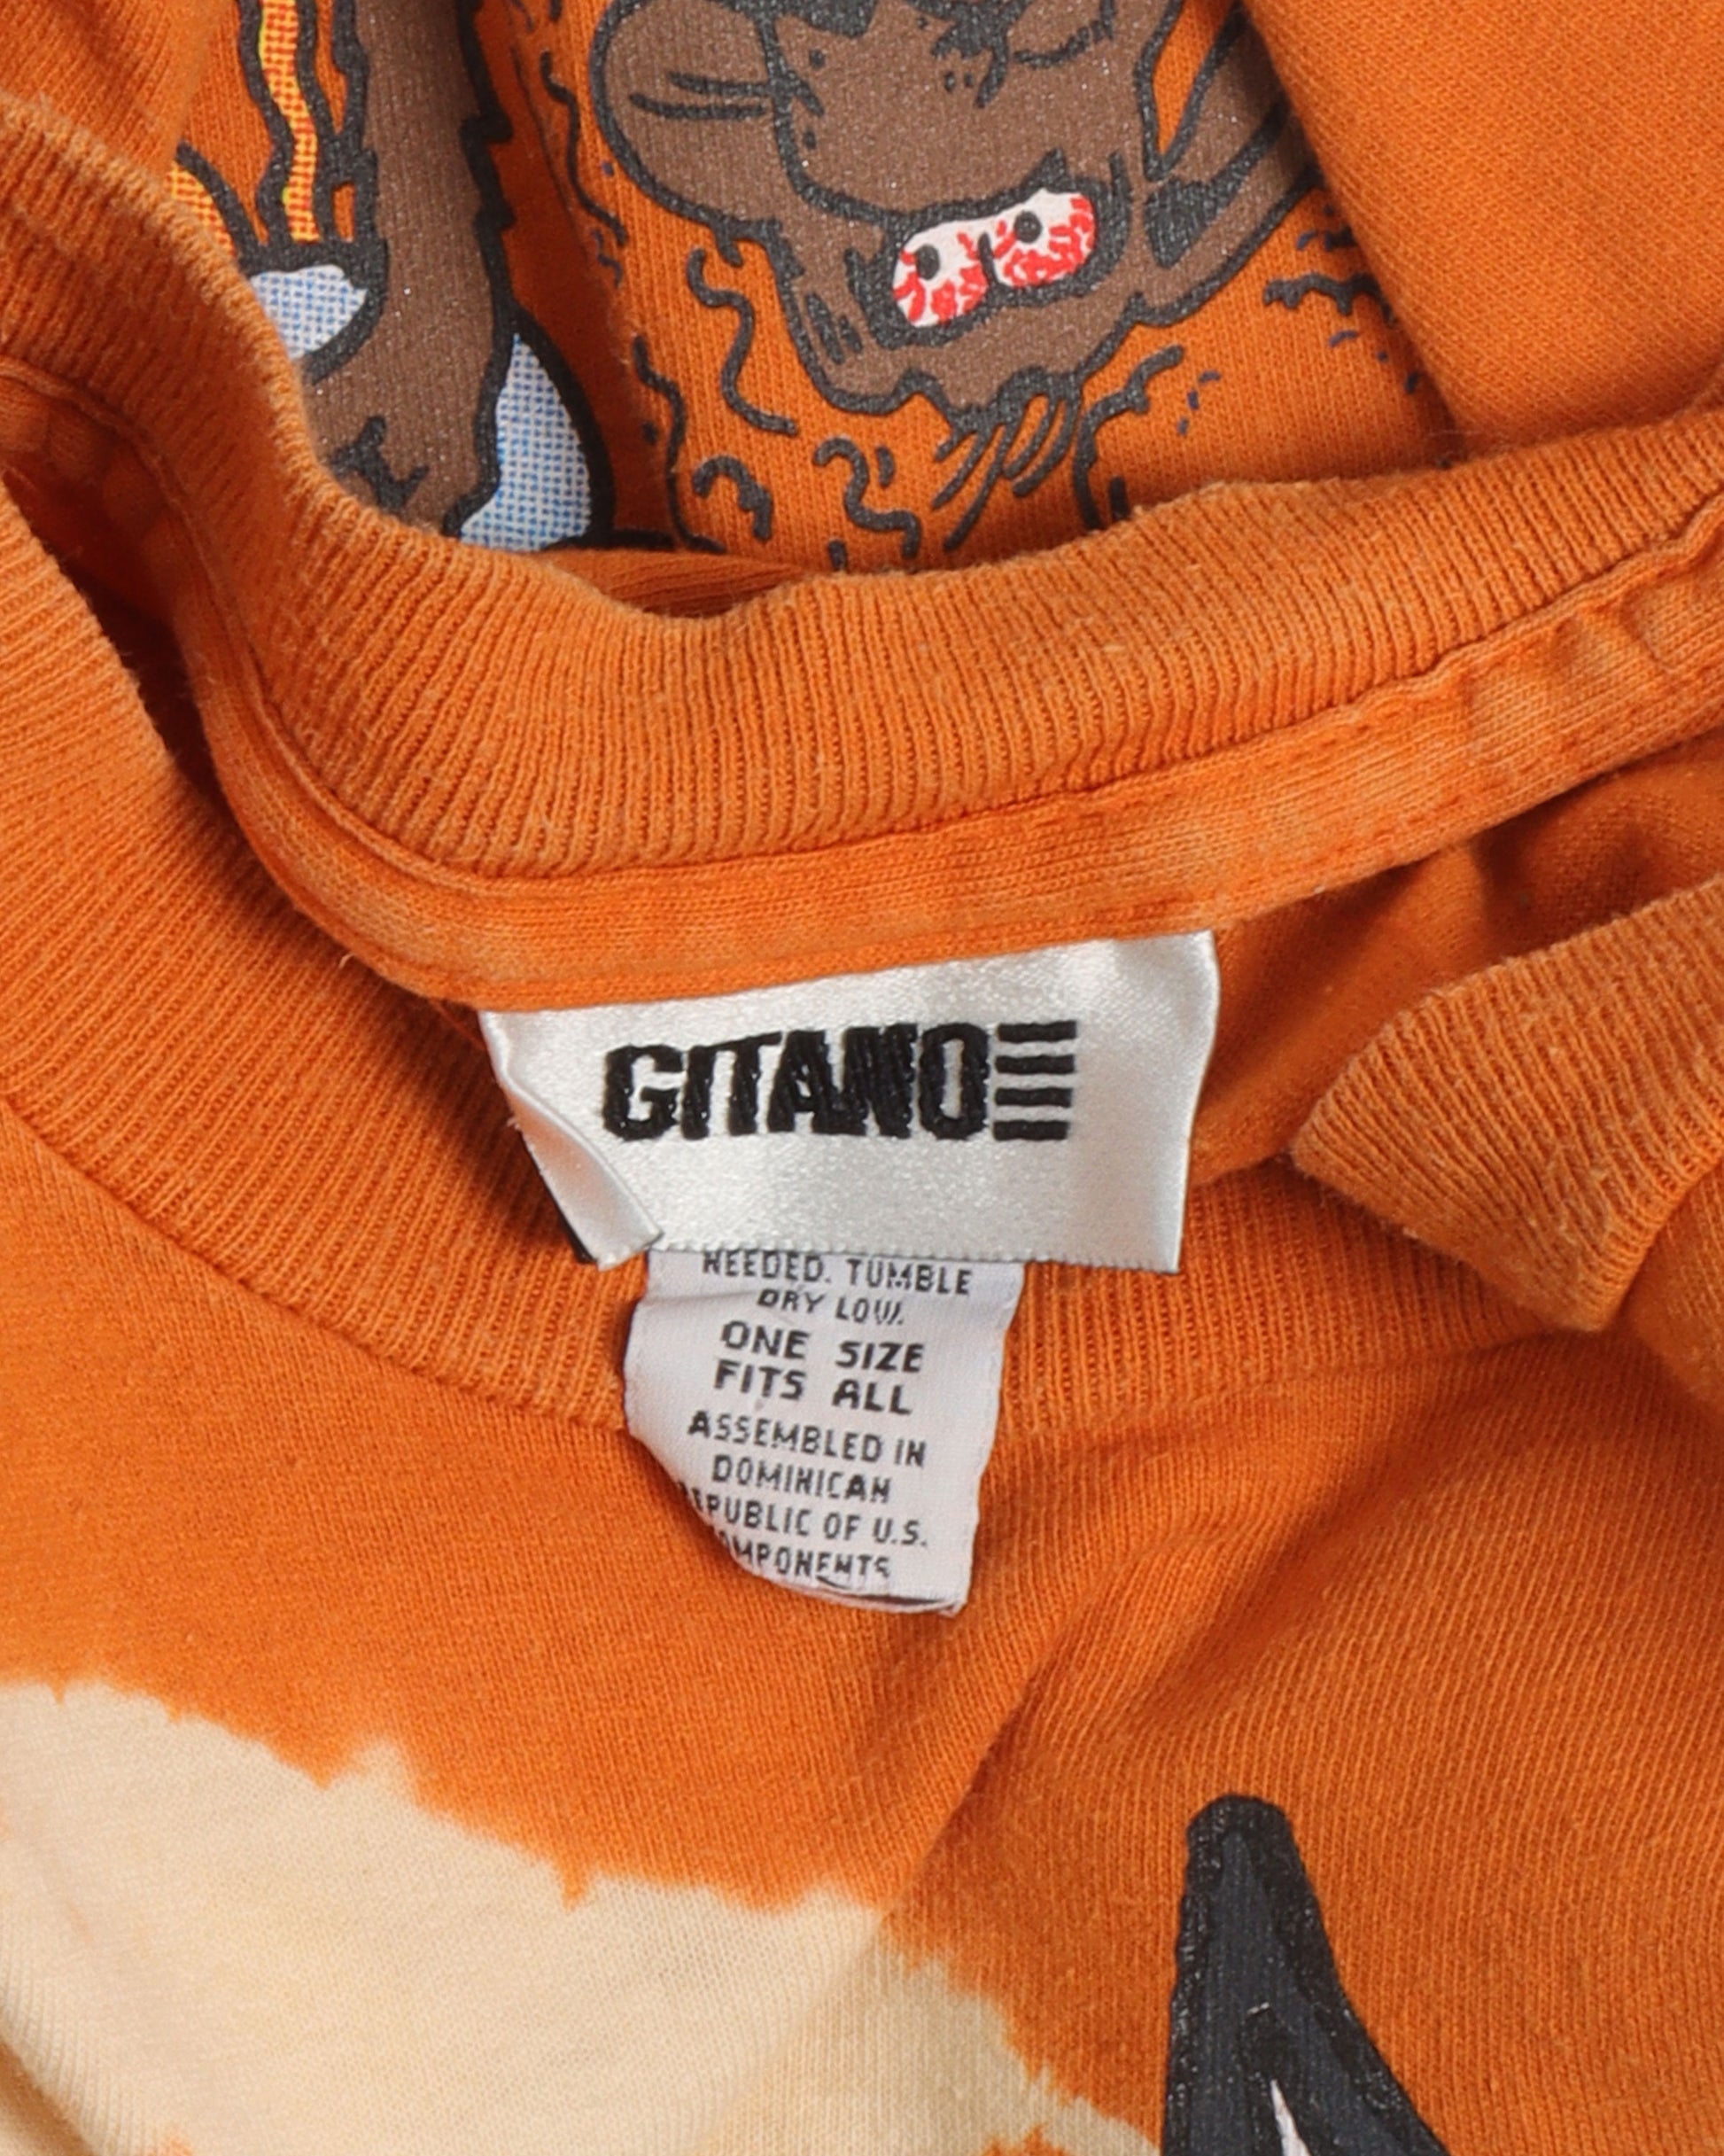 GITANO
NEEDED. TUMBLE
DRY LOW.
ONE SIZE
FITS ALL
ASSEMBLED IN
DOMINICAN
REPUBLIC OF U.S.
COMPONENTS